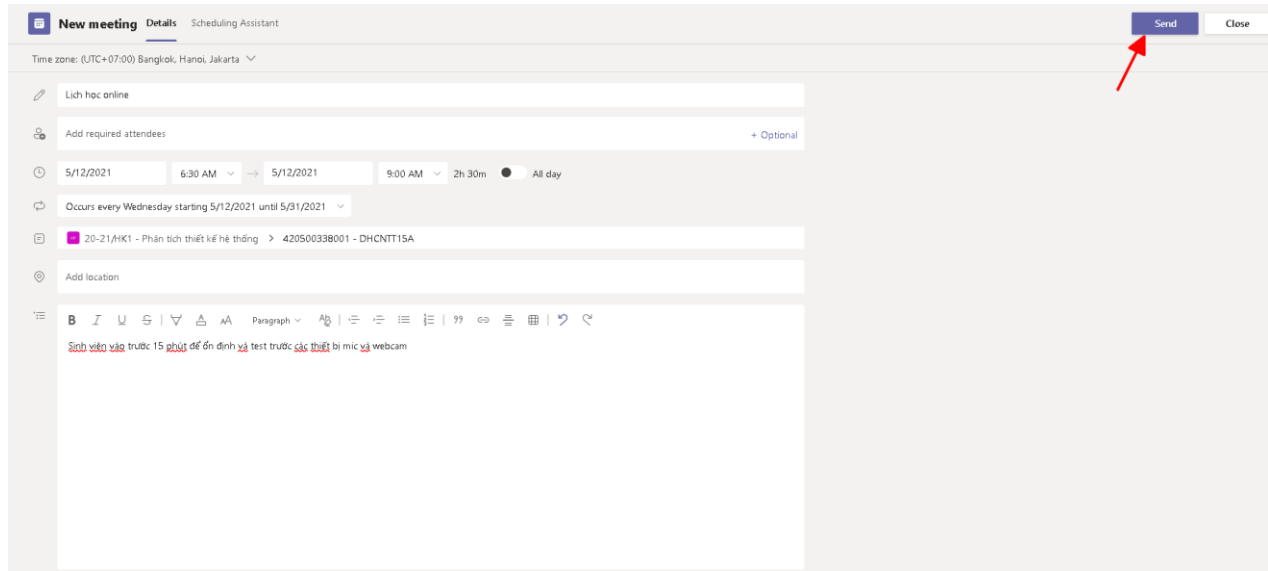 New meeting Details Scheduling Assistant Send Close
Time zone: (UTC+07:00) Bangkok, Hanoi, Jakarta
Lịch học online
Add required attendees + Optional
5/12/2021 6:30 AM → 5/12/2021 9:00 AM 2h 30m All day
Occurs every Wednesday starting 5/12/2021 until 5/31/2021
20-21/HK1 - Phân tích thiết kế hệ thống > 420500338001 - DHCNTT15A
Add location
B I U S A AA Paragraph Ab 99
Sinh viên vào trước 15 phút để ổn định và test trước các thiết bị mic và webcam